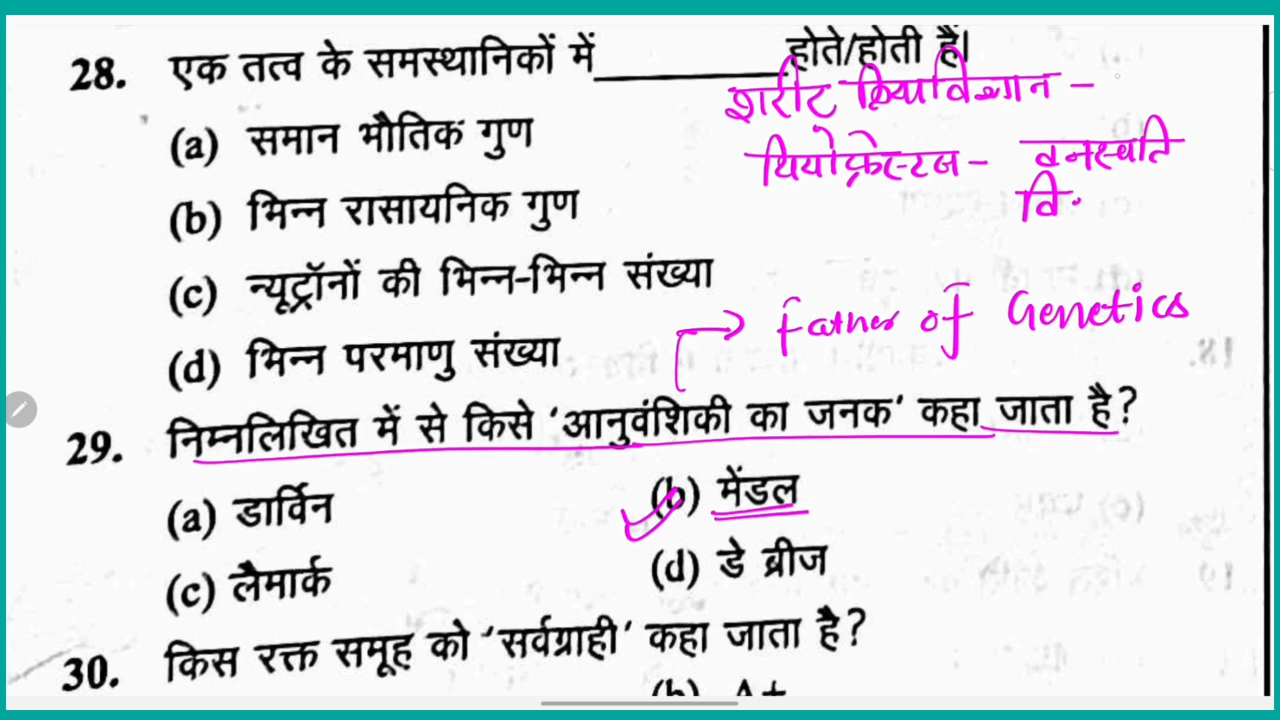 28. एक तत्व के समस्थानिकों में________होते/होती हैं।
शरीर क्रियाविज्ञान –
(a) समान भौतिक गुण
थियोफ्रेस्टस – वनस्पति
वि.
(b) भिन्न रासायनिक गुण
(c) न्यूट्रॉनों की भिन्न-भिन्न संख्या
Father of Genetics
(d) भिन्न परमाणु संख्या
29. निम्नलिखित में से किसे ‘आनुवंशिकी का जनक’ कहा जाता है?
(a) डार्विन (b) मेंडल
(c) लैमार्क (d) डे ब्रीज
30. किस रक्त समूह को ‘सर्वग्राही’ कहा जाता है?
(b) A+